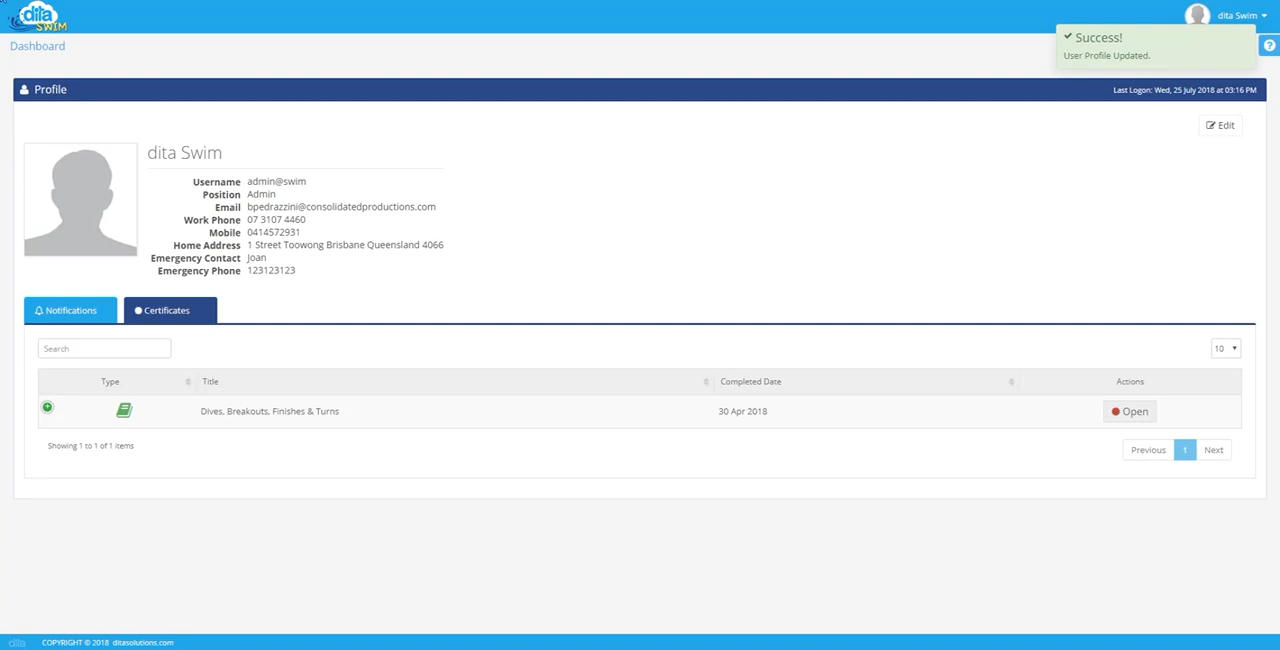 dita
SWIM
dita Swim
Dashboard
Success!
User Profile Updated.
Profile
Last Logon: Wed, 25 July 2018 at 03:16 PM
Edit
dita Swim
Username admin@swim
Position Admin
Email bpedrazzini@consolidatedproductions.com
Work Phone 07 3107 4460
Mobile 0414572931
Home Address 1 Street Toowong Brisbane Queensland 4066
Emergency Contact Joan
Emergency Phone 123123123
Notifications Certificates
Search 10
Type Title Completed Date Actions
Dives, Breakouts, Finishes & Turns 30 Apr 2018 Open
Showing 1 to 1 of 1 items
Previous 1 Next
dita COPYRIGHT © 2018 ditasolutions.com